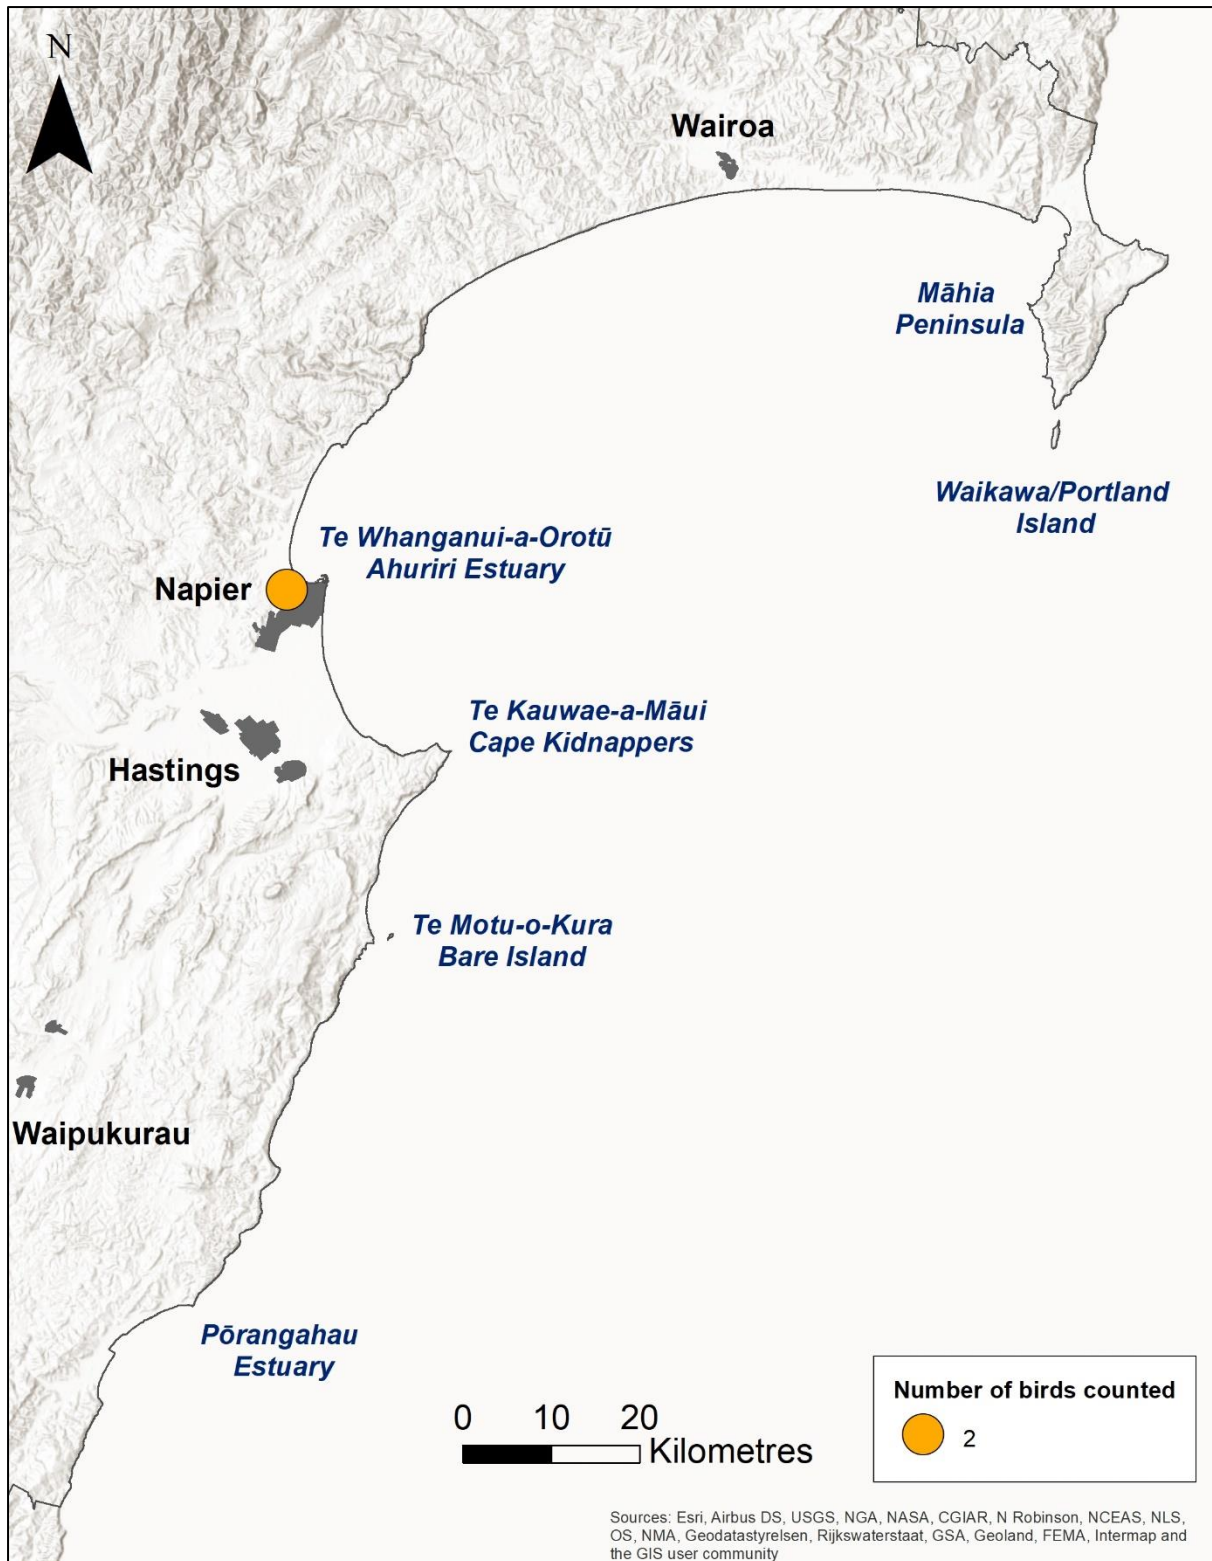 N
Wairoa
Māhia
Peninsula
Waikawa/Portland
Island
Te Whanganui-a-Orotū
Ahuriri Estuary
Napier
Te Kauwae-a-Māui
Cape Kidnappers
Hastings
Te Motu-o-Kura
Bare Island
Waipukurau
Pōrangahau
Estuary
Number of birds counted
2
0 10 20
Kilometres
Sources: Esri, Airbus DS, USGS, NGA, NASA, CGIAR, N Robinson, NCEAS, NLS,
OS, NMA, Geodatastyrelsen, Rijkswaterstaat, GSA, Geoland, FEMA, Intermap and
the GIS user community